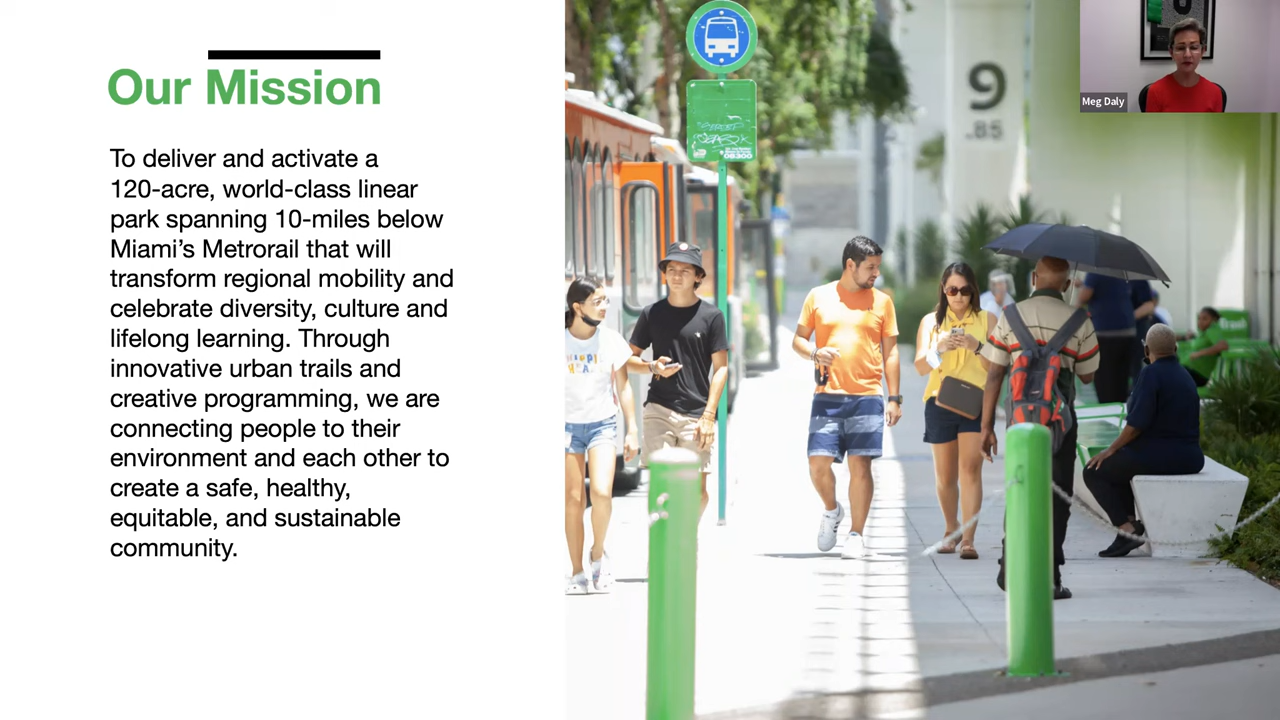 Our Mission
To deliver and activate a
120-acre, world-class linear
park spanning 10-miles below
Miami’s Metrorail that will
transform regional mobility and
celebrate diversity, culture and
lifelong learning. Through
innovative urban trails and
creative programming, we are
connecting people to their
environment and each other to
create a safe, healthy,
equitable, and sustainable
community.
9
.85
Meg Daly